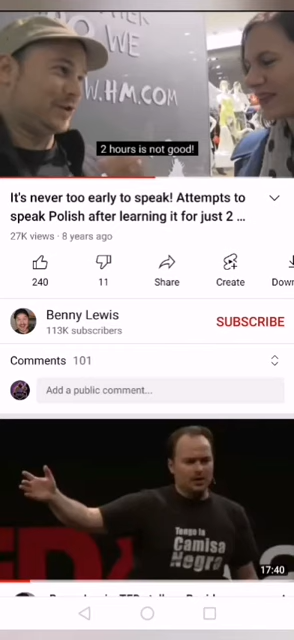 WE
W.HM.COM
2 hours is not good!
It's never too early to speak! Attempts to
speak Polish after learning it for just 2 ...
27K views · 8 years ago
240
11
Share
Create
Down
Benny Lewis
113K subscribers
SUBSCRIBE
Comments 101
Add a public comment...
Tengo la
Camisa
Negra
17:40